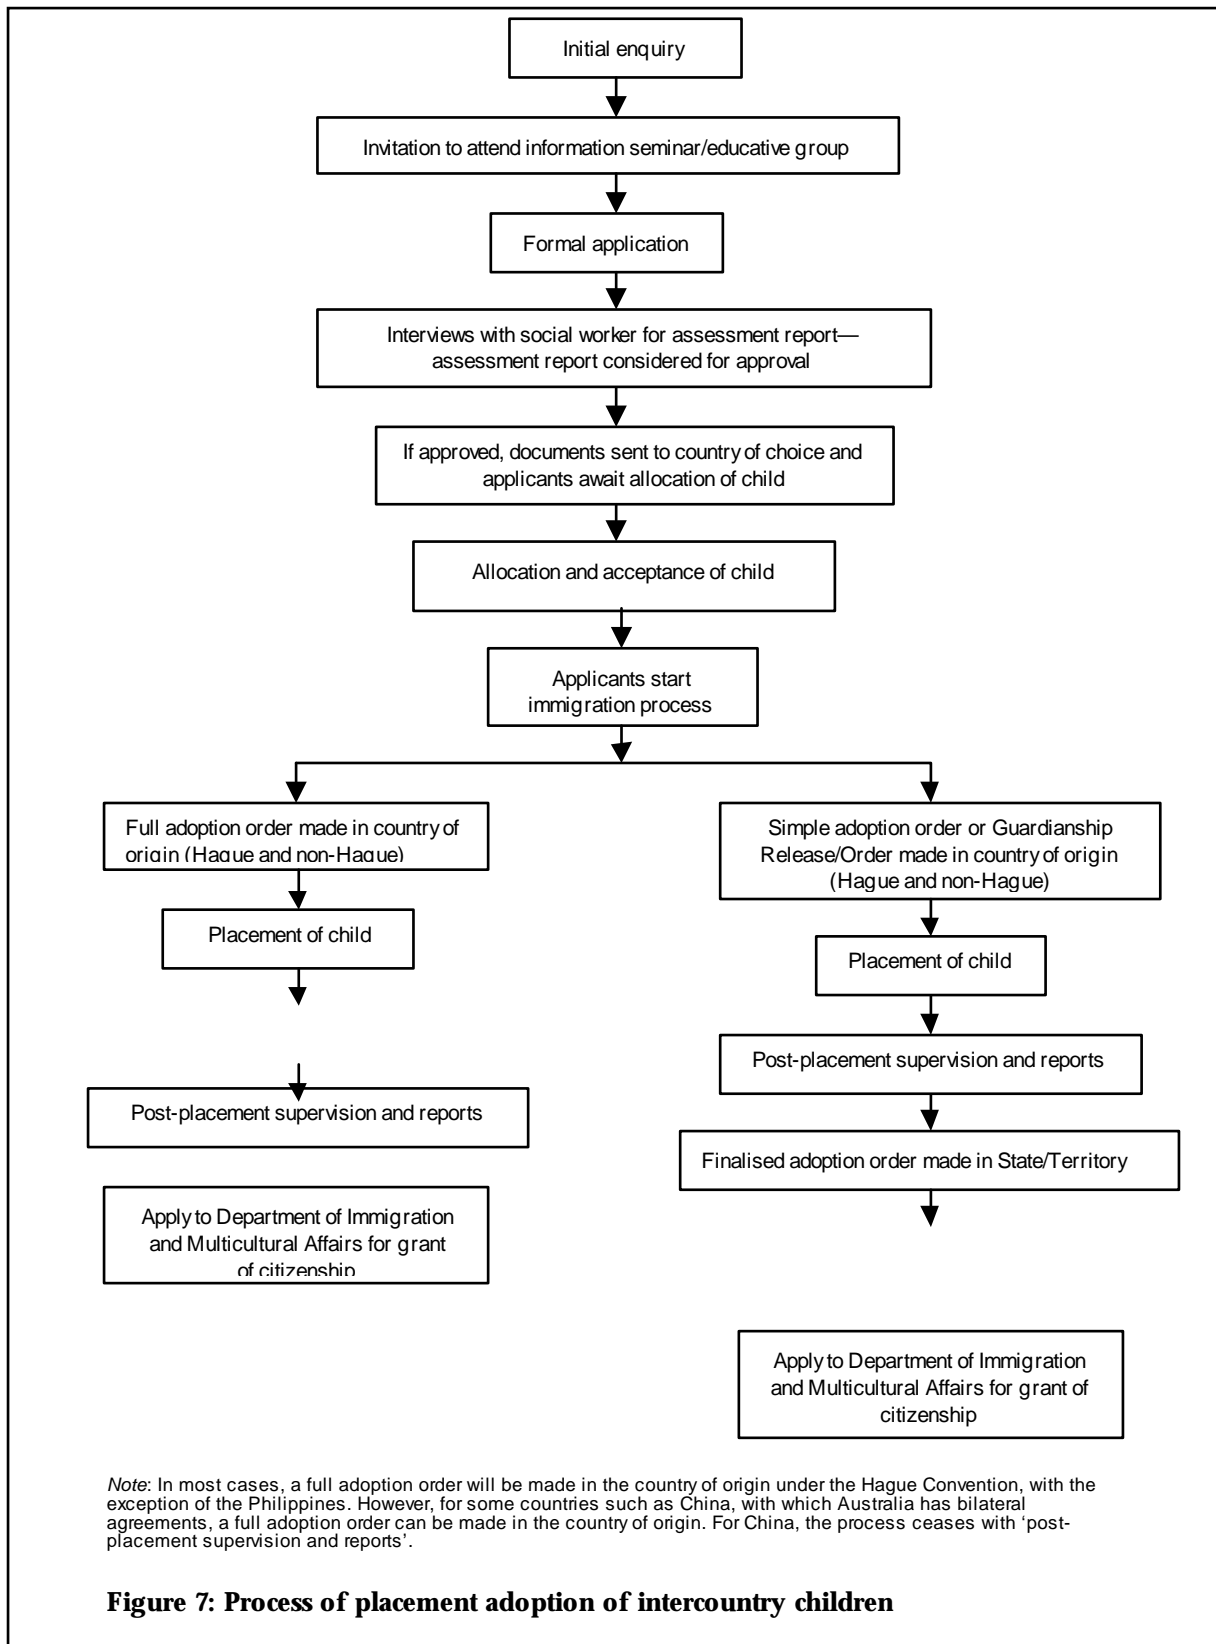 Initial enquiry
Invitation to attend information seminar/educative group
Formal application
Interviews with social worker for assessment report—
assessment report considered for approval
If approved, documents sent to country of choice and
applicants await allocation of child
Allocation and acceptance of child
Applicants start
immigration process
Full adoption order made in country of
origin (Hague and non-Hague)
Placement of child
Post-placement supervision and reports
Apply to Department of Immigration
and Multicultural Affairs for grant
of citizenship
Simple adoption order or Guardianship
Release/Order made in country of origin
(Hague and non-Hague)
Placement of child
Post-placement supervision and reports
Finalised adoption order made in State/Territory
Apply to Department of Immigration
and Multicultural Affairs for grant of
citizenship
Note: In most cases, a full adoption order will be made in the country of origin under the Hague Convention, with the
exception of the Philippines. However, for some countries such as China, with which Australia has bilateral
agreements, a full adoption order can be made in the country of origin. For China, the process ceases with ‘post-
placement supervision and reports’.
Figure 7: Process of placement adoption of intercountry children